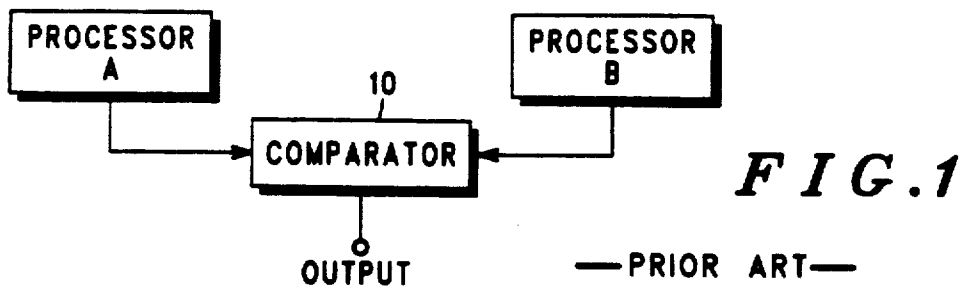 PROCESSOR
A
PROCESSOR
B
10
COMPARATOR
OUTPUT
FIG.1
—PRIOR ART—